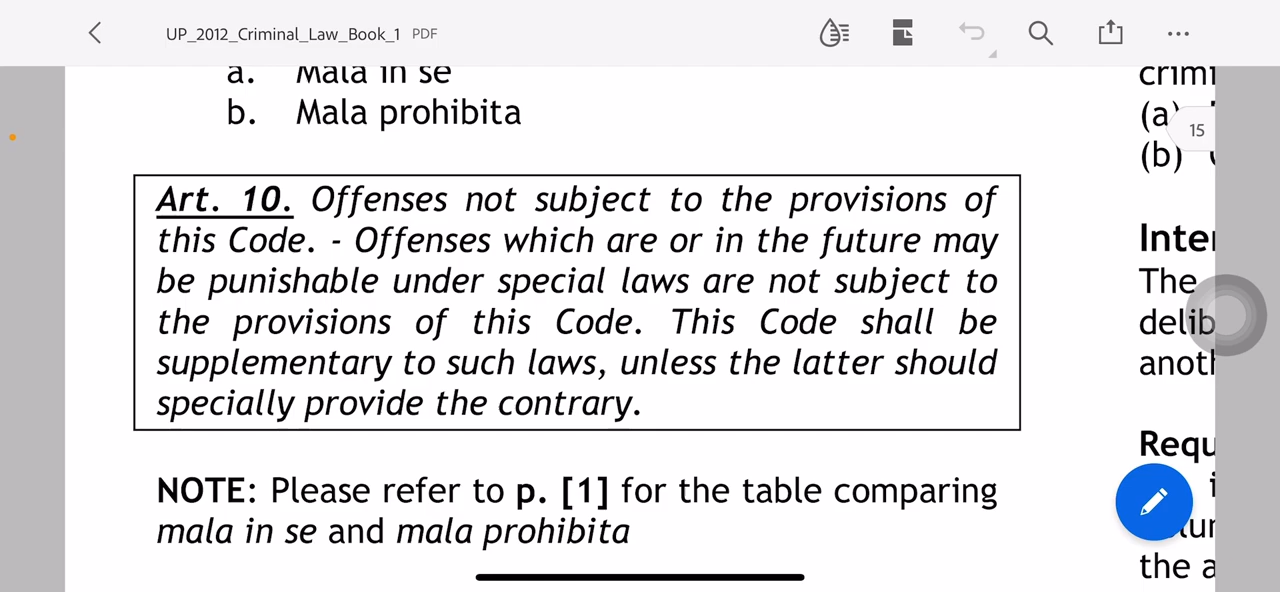 UP_2012_Criminal_Law_Book_1 PDF
a. Mala in se
b. Mala prohibita
Art. 10. Offenses not subject to the provisions of
this Code. - Offenses which are or in the future may
be punishable under special laws are not subject to
the provisions of this Code. This Code shall be
supplementary to such laws, unless the latter should
specially provide the contrary.
NOTE: Please refer to p. [1] for the table comparing
mala in se and mala prohibita
(a)
15
(b)
The
the a